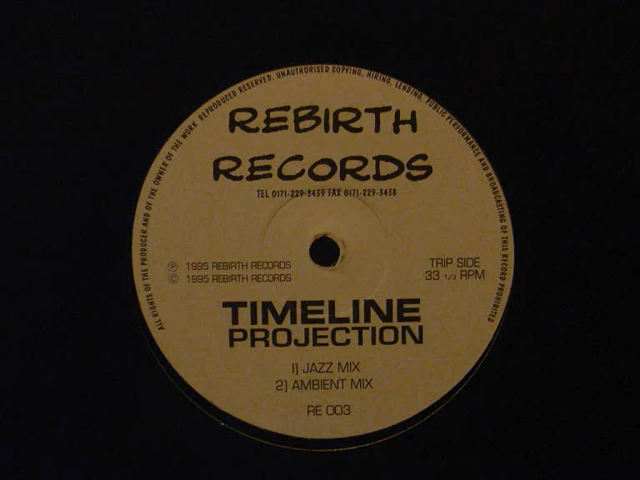 ALL RIGHTS OF THE PRODUCER AND OF THE OWNER OF THE WORK REPRODUCED RESERVED. UNAUTHORISED COPYING, HIRING, LENDING, PUBLIC PERFORMANCE AND BROADCASTING OF THIS RECORD PROHIBITED
REBIRTH
RECORDS
TEL 0171-229-3439 FAX 0171-229-3438
℗ 1995 REBIRTH RECORDS
© 1995 REBIRTH RECORDS
TRIP SIDE
33 1/3 RPM
TIMELINE
PROJECTION
1) JAZZ MIX
2) AMBIENT MIX
RE 003